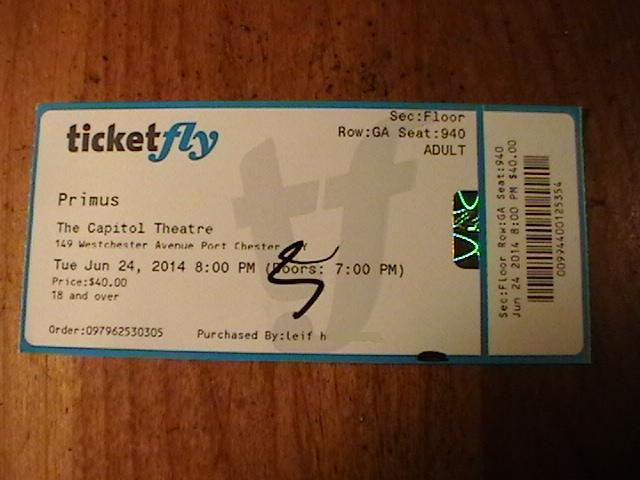 ticketfly
Sec:Floor
Row:GA Seat:940
ADULT
Primus
The Capitol Theatre
149 Westchester Avenue Port Chester
Tue Jun 24, 2014 8:00 PM (Doors: 7:00 PM)
Price:$40.00
18 and over
Order:097962530305
Purchased By:leif h
Sec:Floor Row:GA Seat:940
Jun 24 2014 8:00 PM $40.00
00994400125354